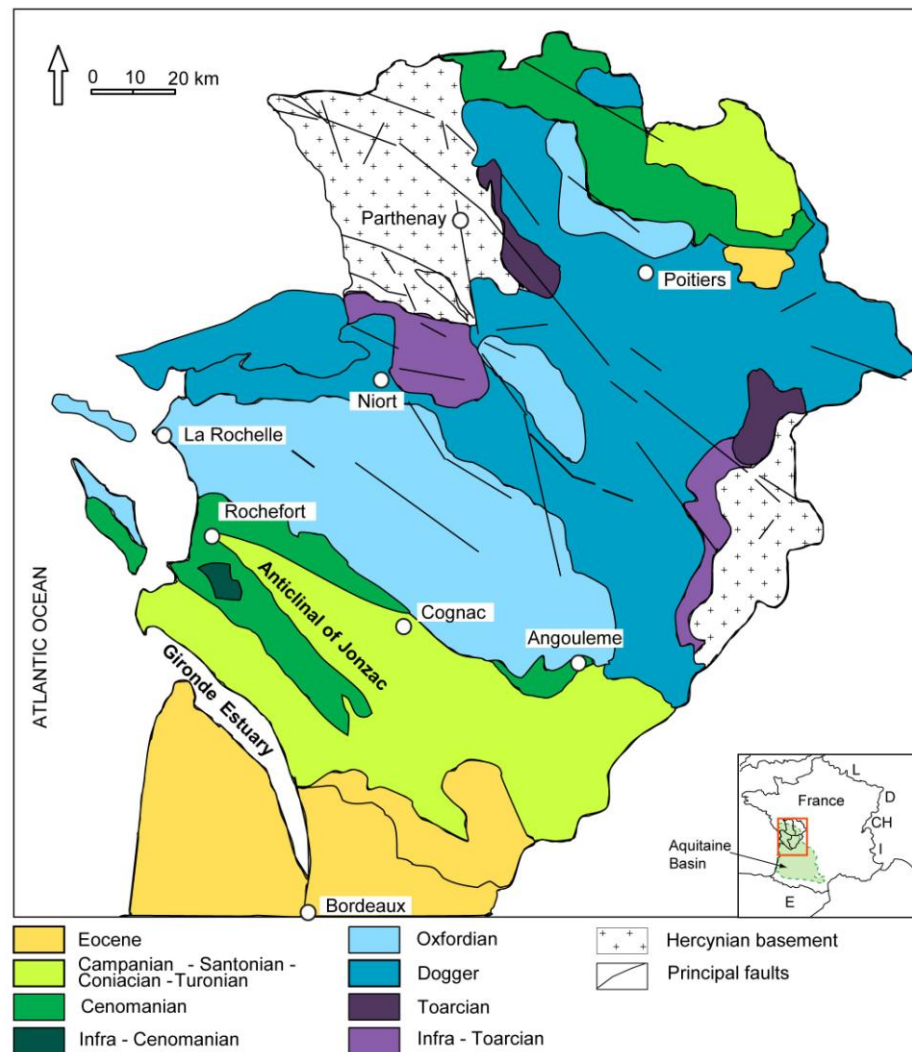 0 10 20 km
Parthenay
Poitiers
Niort
La Rochelle
Rochefort
Anticlinal of Jonzac
Cognac
Angouleme
ATLANTIC OCEAN
Gironde Estuary
Bordeaux
L
France
D
CH
I
Aquitaine
Basin
E
Eocene
Campanian - Santonian -
Coniacian -Turonian
Cenomanian
Infra - Cenomanian
Oxfordian
Dogger
Toarcian
Infra - Toarcian
Hercynian basement
Principal faults